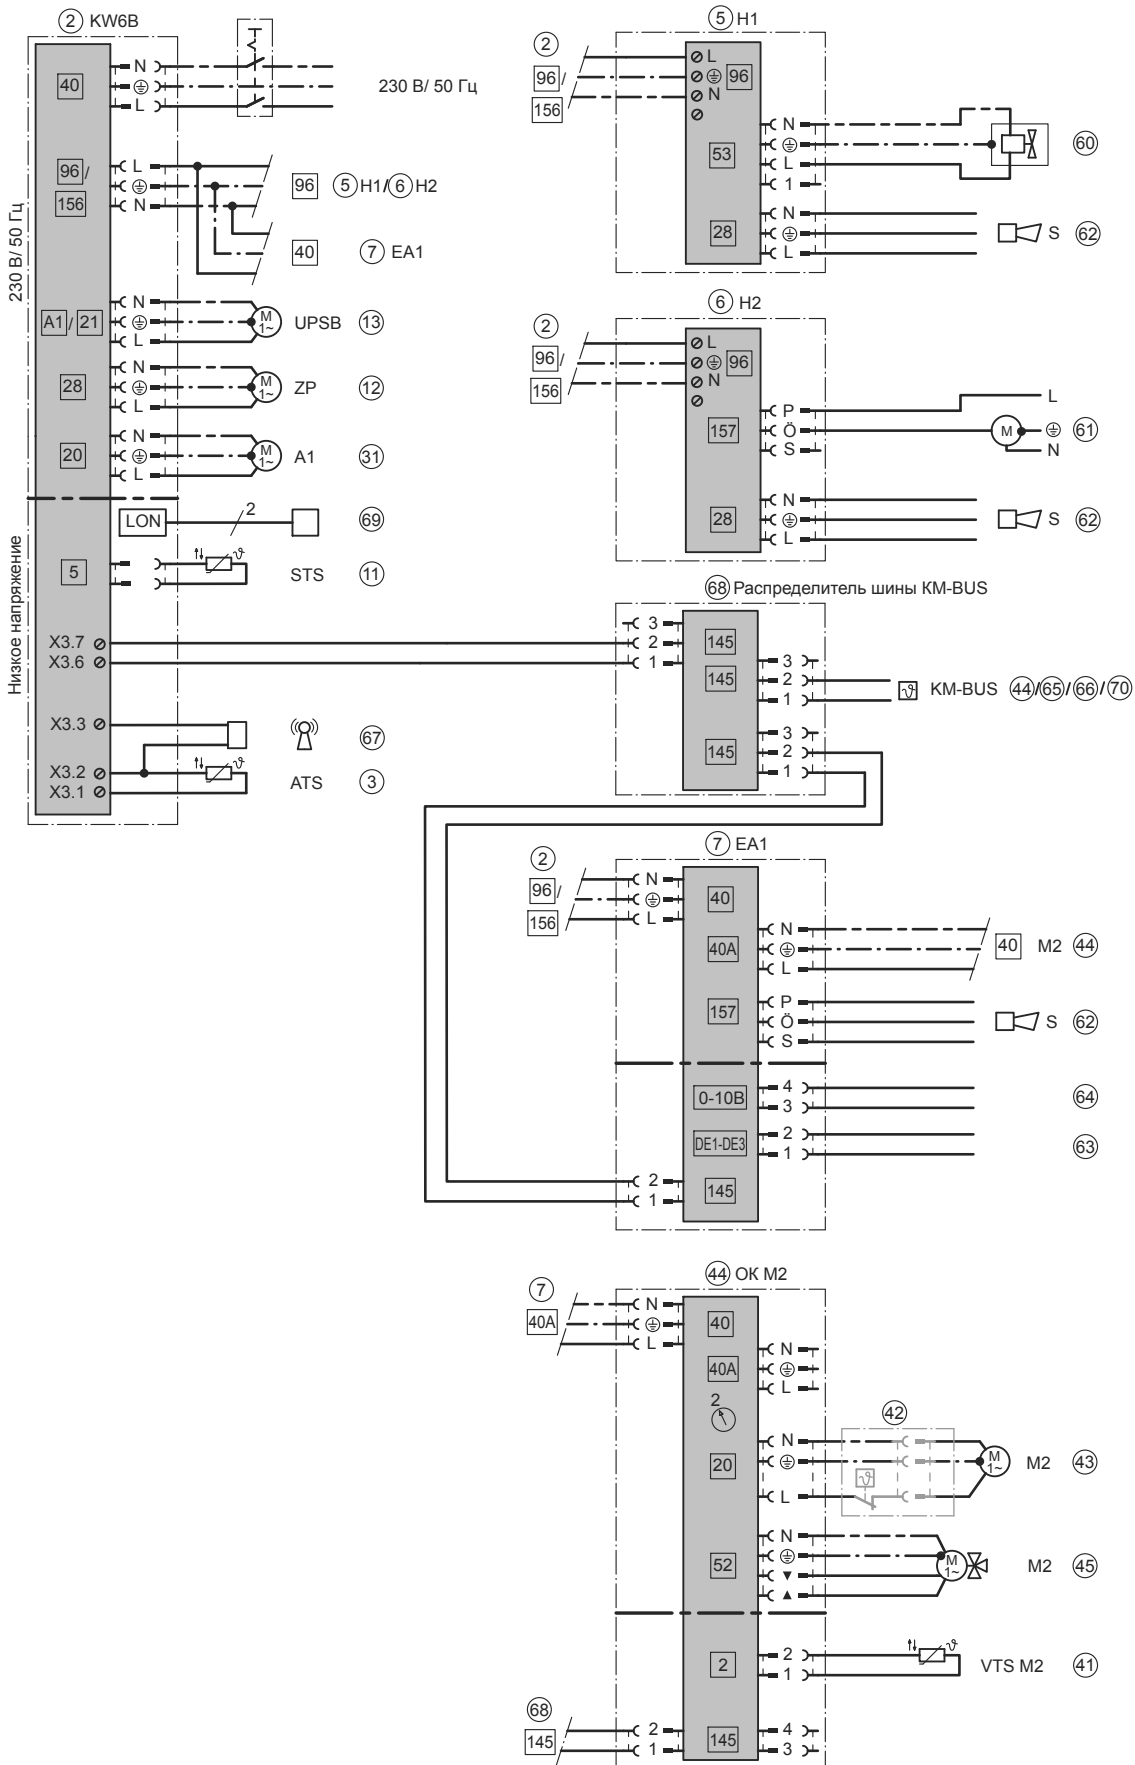 2 KW6B
40
N
L
230 В/ 50 Гц
96 /
156
L
N
96 5 H1/6 H2
40 7 EA1
230 В/ 50 Гц
A1 / 21
N
L
M 1~ UPSB 13
28
N
L
M 1~ ZP 12
20
N
L
M 1~ A1 31
Низкое напряжение
LON 2 69
5
ϑ STS 11
X3.7
X3.6
X3.3
67
X3.2
X3.1
ϑ ATS 3
5 H1
2
96 /
156
L
96
N
53
N
L
1
60
28
N
L
S 62
6 H2
2
96 /
156
L
96
N
157
P
Ö
S
M
L
N
61
28
N
L
S 62
68 Распределитель шины KM-BUS
3
2
1
145
145
3
2
1
ϑ KM-BUS 44/65/66/70
145
3
2
1
7 EA1
2
96 /
156
N
L
40
40A
N
L
40 M2 44
157
P
Ö
S
S 62
0-10В
4
3
64
DE1-DE3
2
1
63
2
1
145
44 ОК M2
7
40A
N
L
40
40A
N
L
2
42
20
N
L
ϑ
M 1~ M2 43
52
N
▼
▲
M 1~ M2 45
2
2
1
ϑ VTS M2 41
68
145
2
1
145
4
3